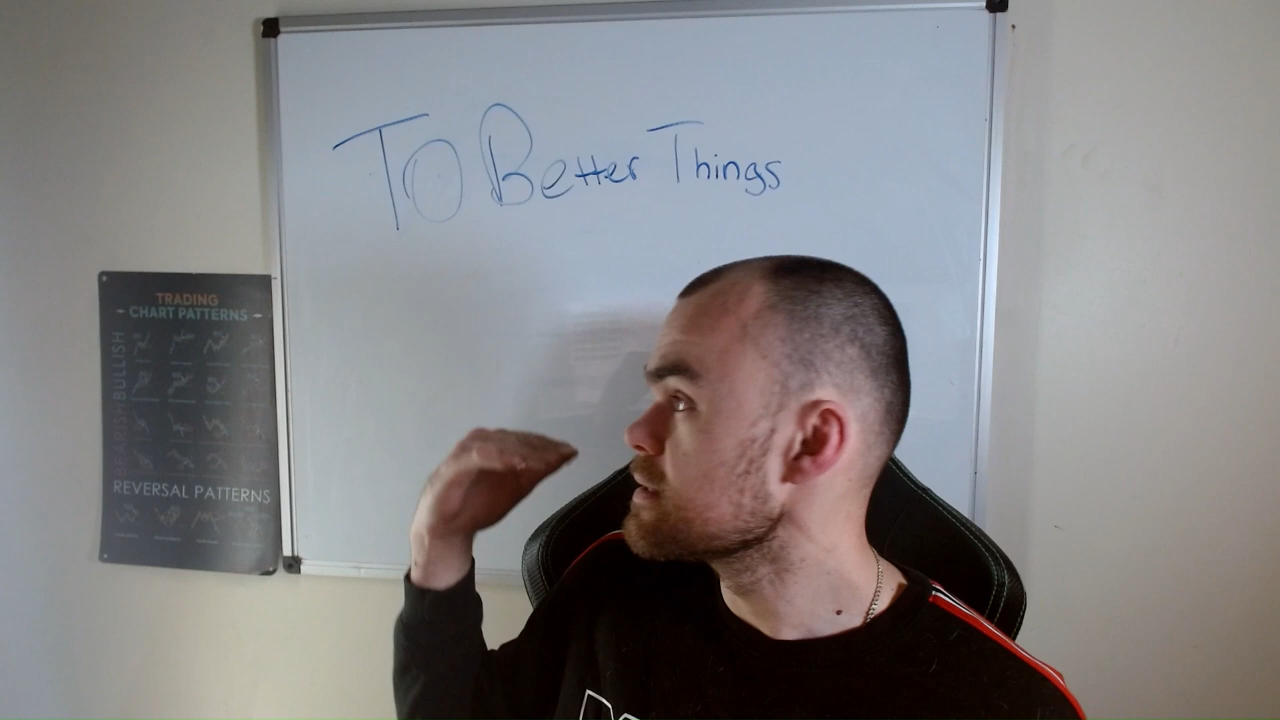 TO Better Things
TRADING
CHART PATTERNS
BULLISH
BEARISH
REVERSAL PATTERNS